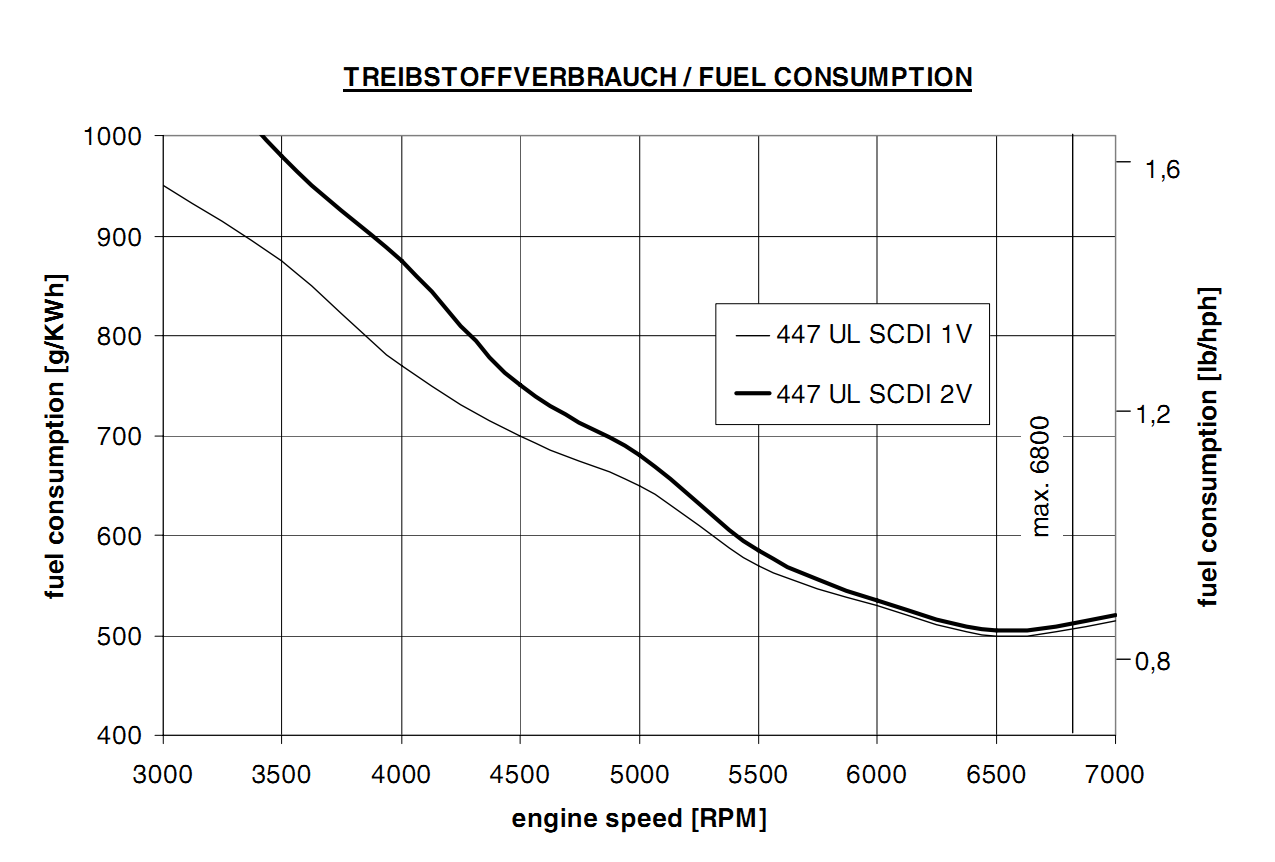 TREIBSTOFFVERBRAUCH / FUEL CONSUMPTION
1000
900
800
700
600
500
400
fuel consumption [g/KWh]
3000 3500 4000 4500 5000 5500 6000 6500 7000
engine speed [RPM]
447 UL SCDI 1V
447 UL SCDI 2V
max. 6800
1,6
1,2
0,8
fuel consumption [lb/hph]